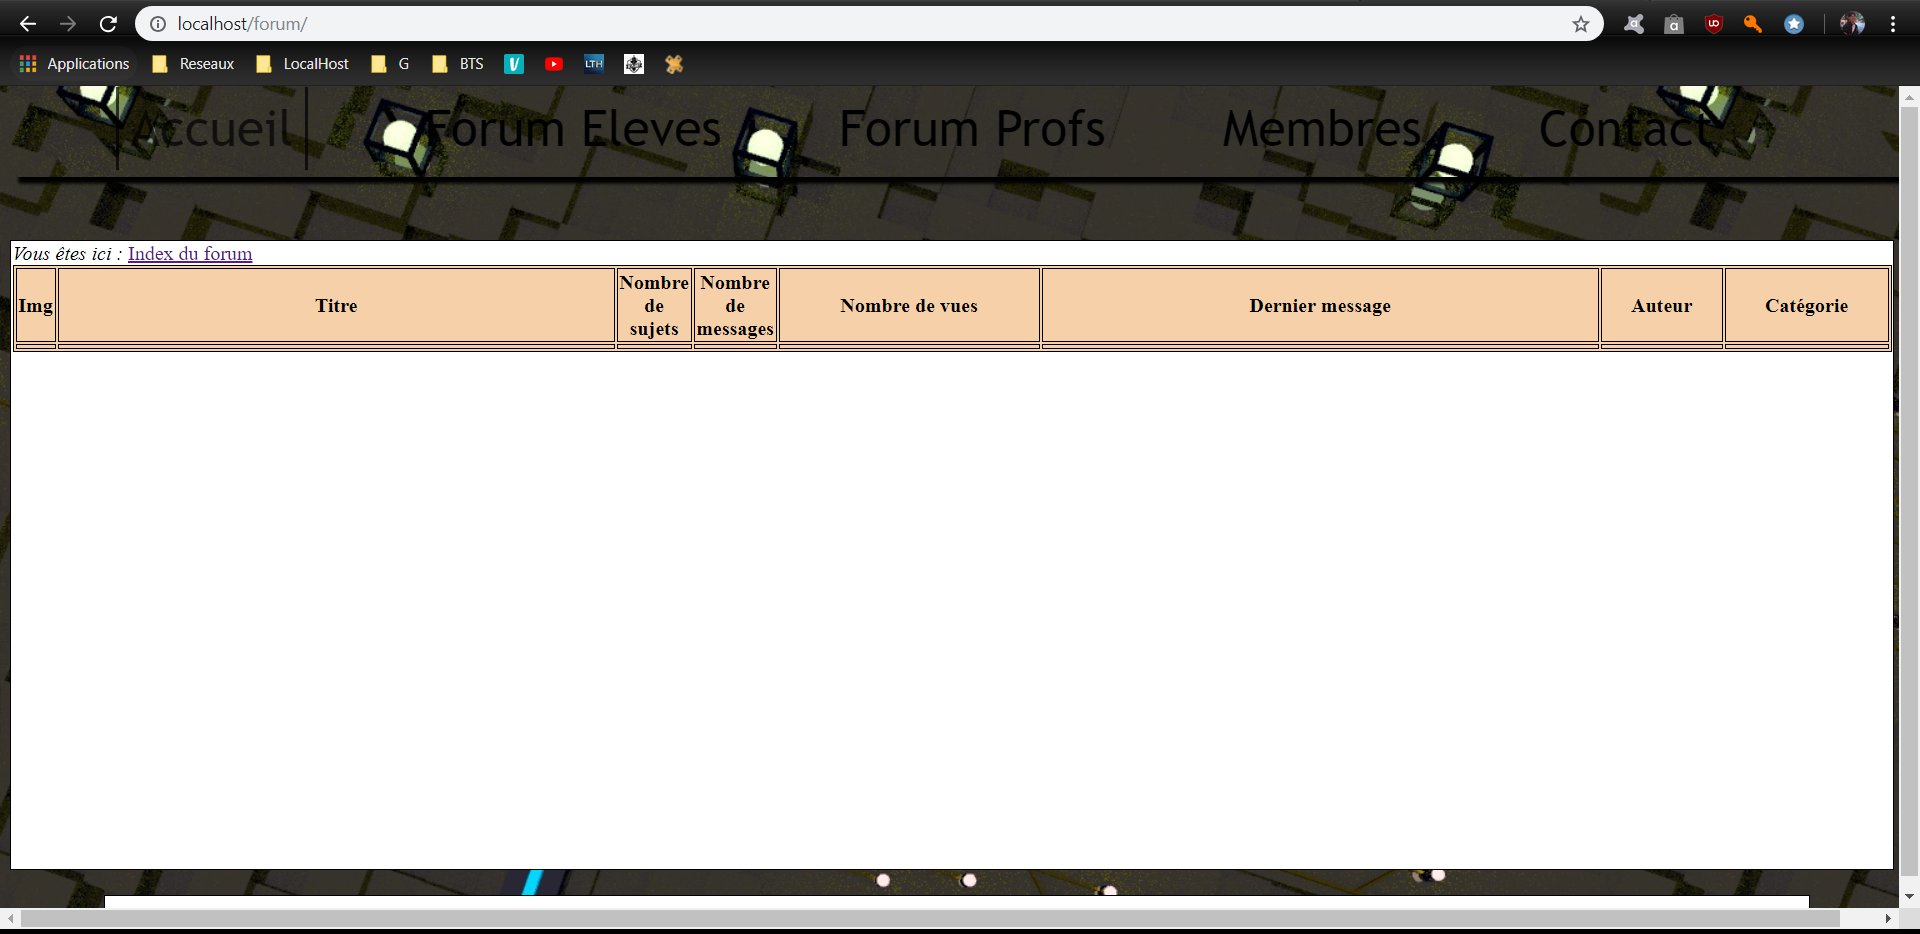 localhost/forum/
Applications Reseaux LocalHost G BTS V LTH
Accueil Forum Eleves Forum Profs Membres Contact
Vous êtes ici : Index du forum
Img Titre Nombre de sujets Nombre de messages Nombre de vues Dernier message Auteur Catégorie